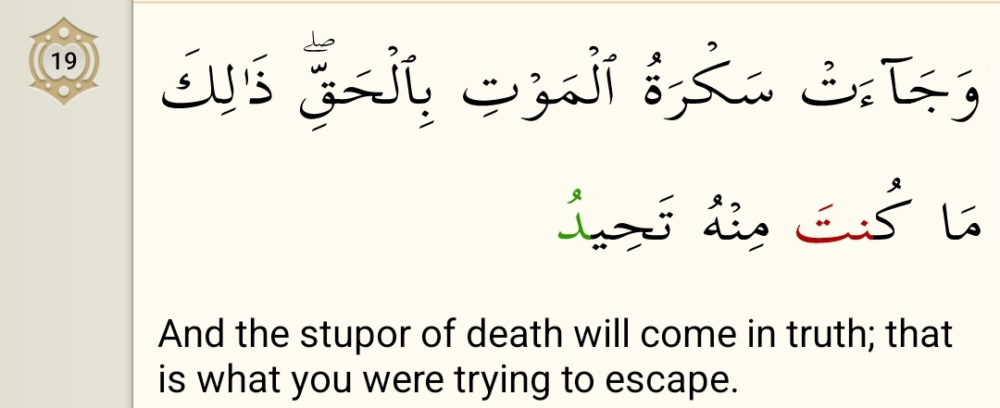 19
وَجَآءَتْ سَكْرَةُ ٱلْمَوْتِ بِٱلْحَقِّ ۖ ذَٰلِكَ
مَا كُنتَ مِنْهُ تَحِيدُ
And the stupor of death will come in truth; that
is what you were trying to escape.